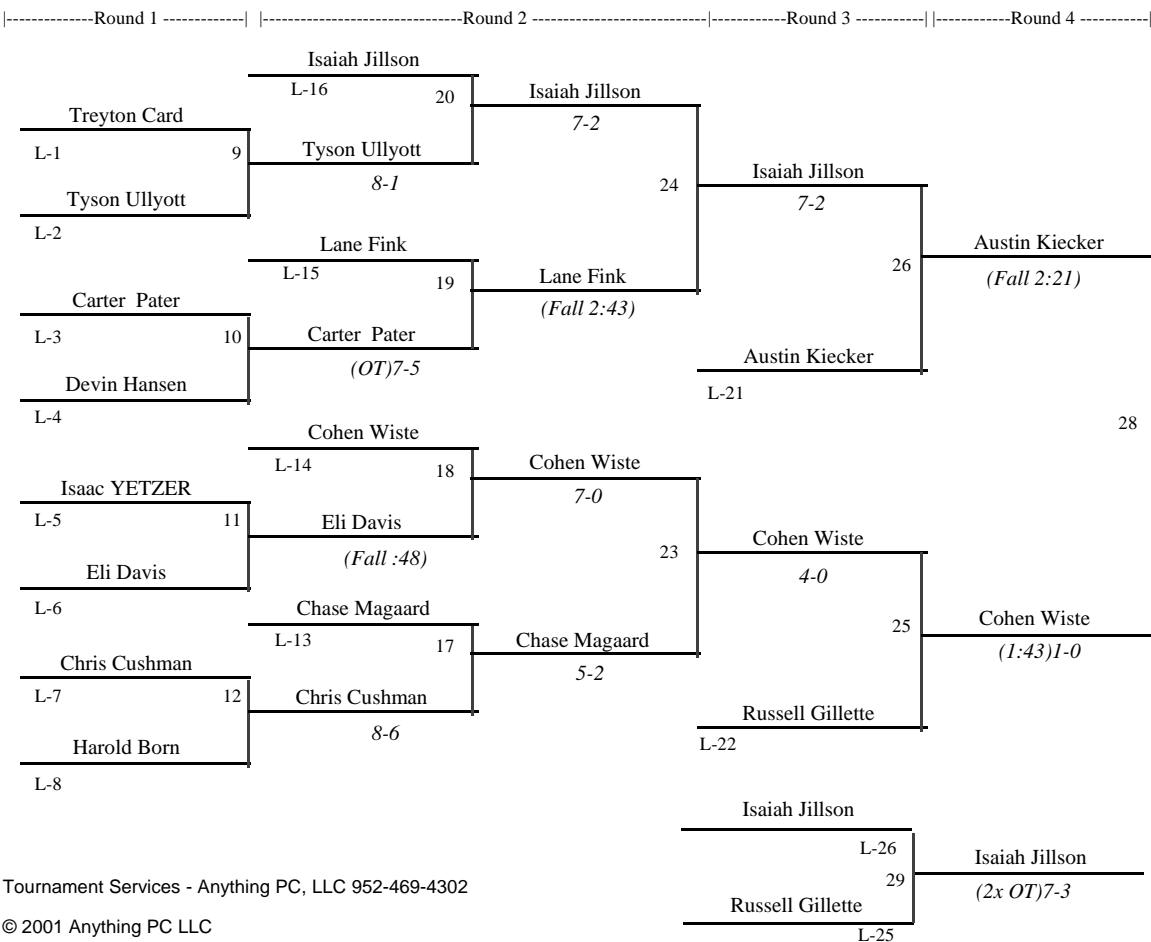 |--------------Round 1 -------------| |--------------------------------Round 2 ----------------------------|------------Round 3 -----------| |------------Round 4 -----------|
Isaiah Jillson
L-16
20
Isaiah Jillson
7-2
Treyton Card
L-1
9
Tyson Ullyott
8-1
24
Isaiah Jillson
7-2
Tyson Ullyott
L-2
Lane Fink
L-15
19
Lane Fink
(Fall 2:43)
26
Austin Kiecker
(Fall 2:21)
Carter  Pater
L-3
10
Carter  Pater
(OT)7-5
Austin Kiecker
L-21
Devin Hansen
L-4
28
Cohen Wiste
L-14
18
Cohen Wiste
7-0
Isaac YETZER
L-5
11
Eli Davis
(Fall :48)
23
Cohen Wiste
4-0
Eli Davis
L-6
Chase Magaard
L-13
17
Chase Magaard
5-2
25
Cohen Wiste
(1:43)1-0
Chris Cushman
L-7
12
Chris Cushman
8-6
Russell Gillette
L-22
Harold Born
L-8
Isaiah Jillson
L-26
29
Isaiah Jillson
(2x OT)7-3
Russell Gillette
L-25
Tournament Services - Anything PC, LLC 952-469-4302
© 2001 Anything PC LLC